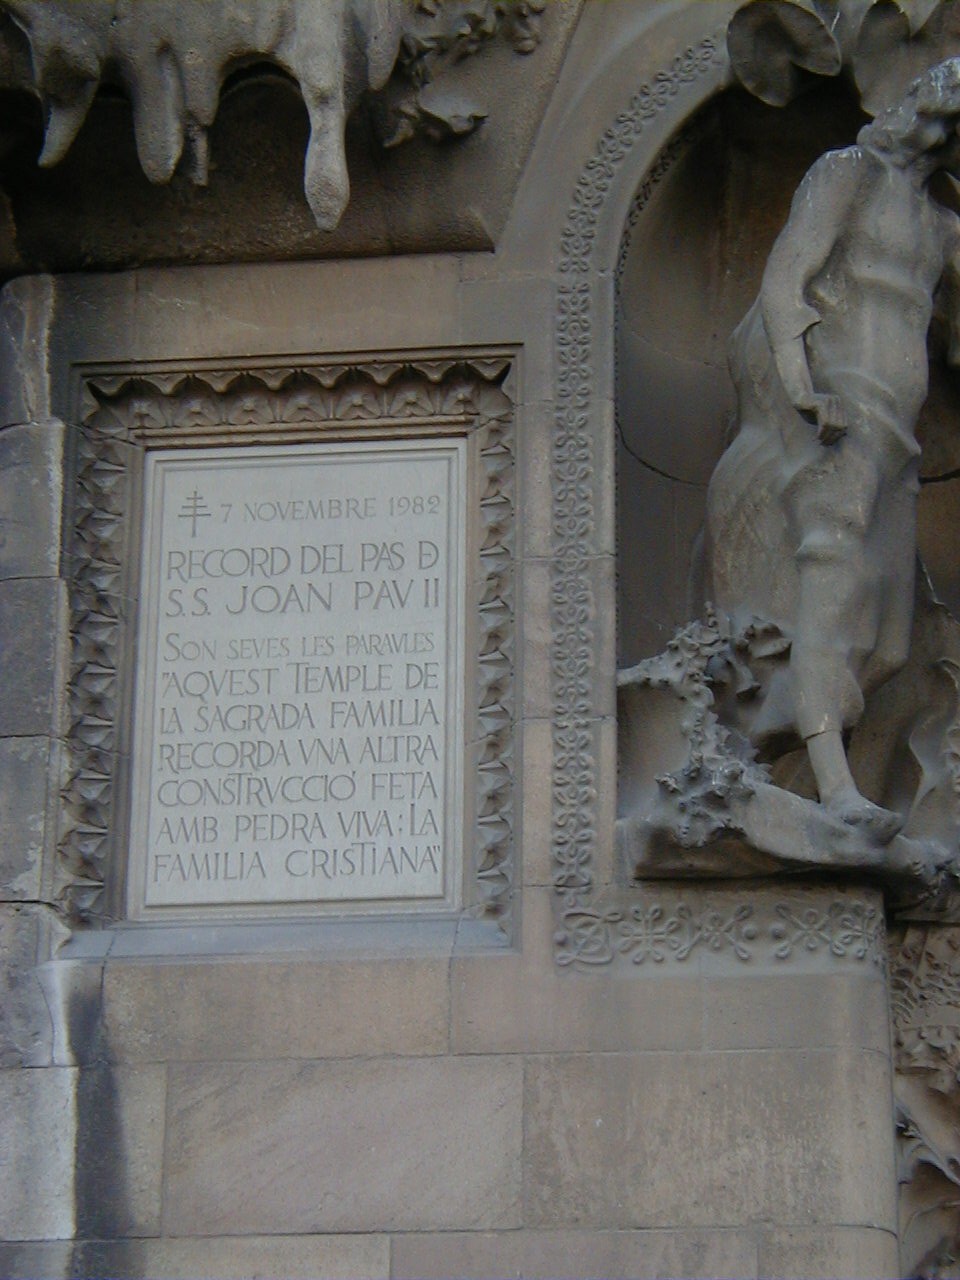 7 NOVEMBRE 1982
RECORD DEL PAS Đ
S.S. JOAN PAV II
SON SEVES LES PARAVLES
"AQVEST TEMPLE DE
LA SAGRADA FAMILIA
RECORDA VNA ALTRA
CONSTRVCCIÓ FETA
AMB PEDRA VIVA: LA
FAMILIA CRISTIANA"